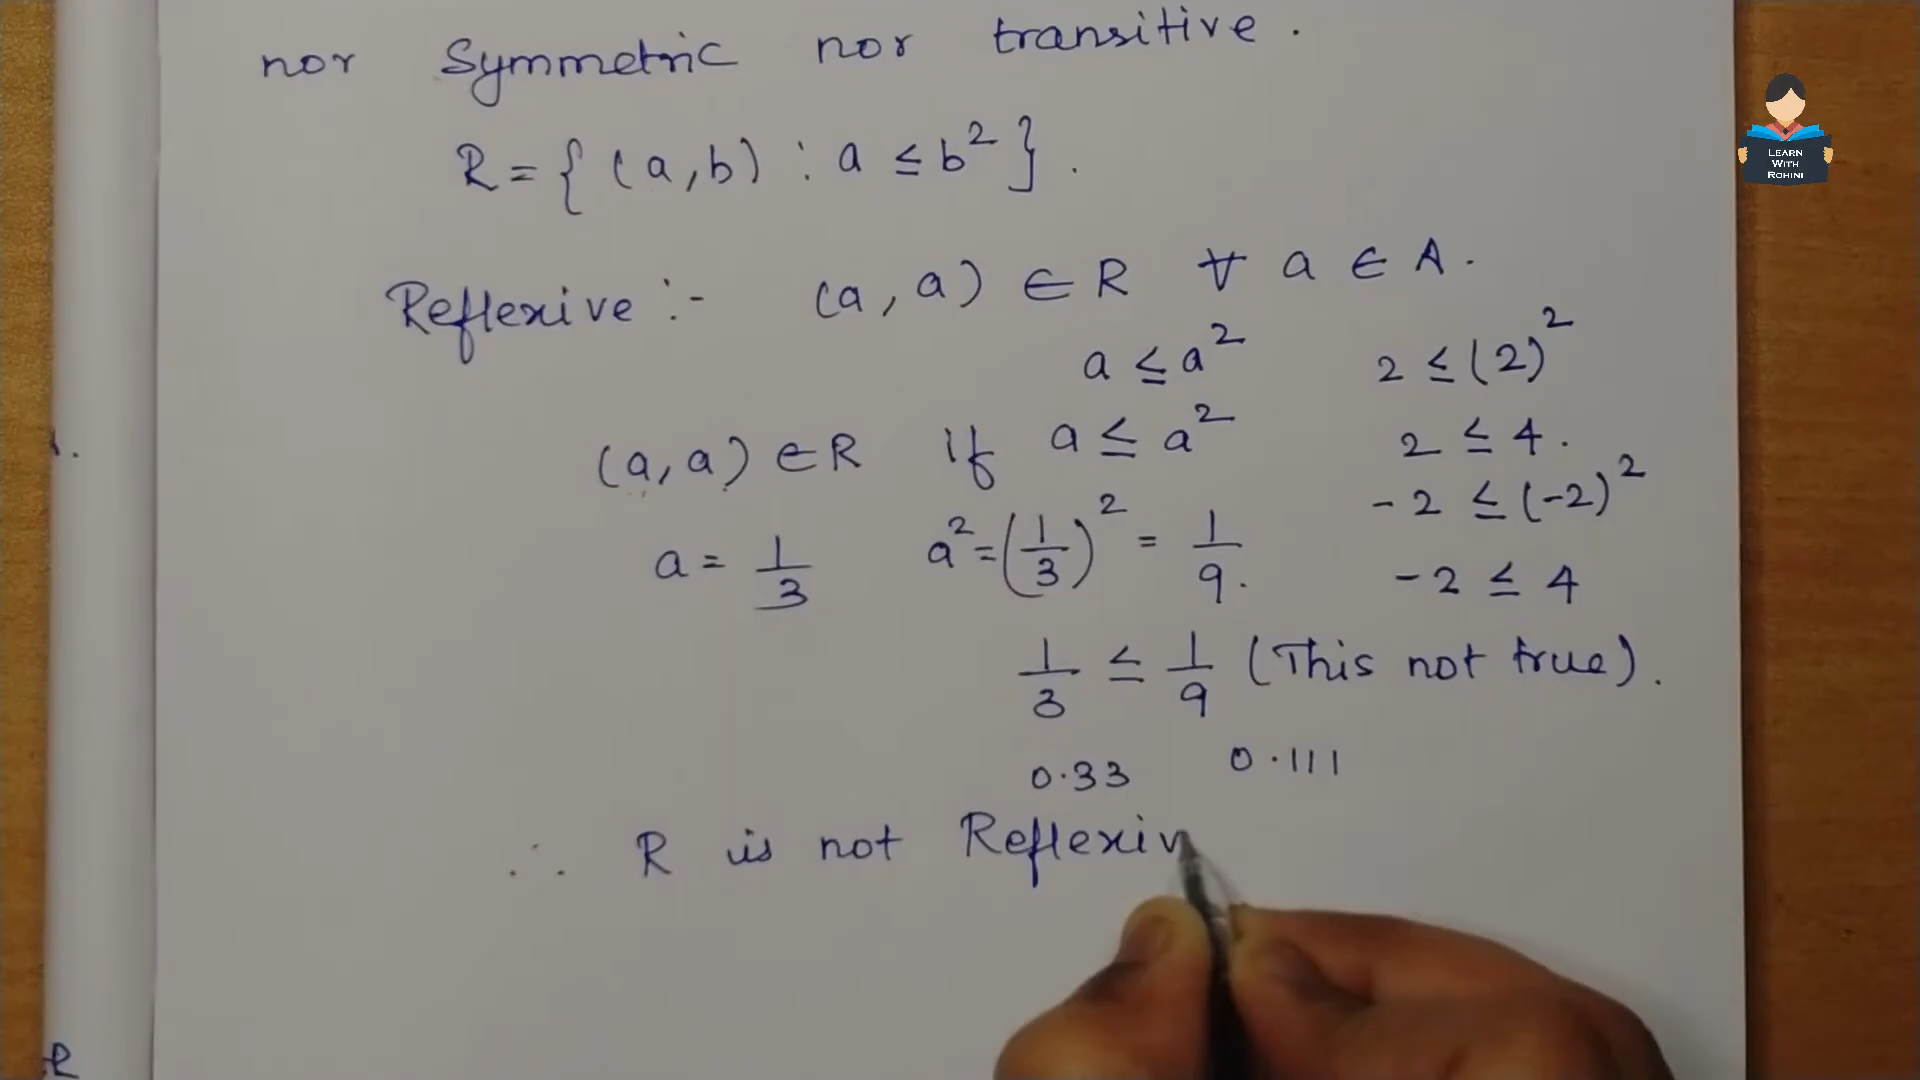 nor Symmetric nor transitive.
R = { (a, b) : a ≤ b² }.
Reflexive :- (a, a) ∈ R ∀ a ∈ A.
a ≤ a² 2 ≤ (2)²
(a, a) ∈ R if a ≤ a² 2 ≤ 4.
-2 ≤ (-2)²
a = 1/3 a² = (1/3)² = 1/9. -2 ≤ 4
1/3 ≤ 1/9 (This not true).
0.33 0.111
∴ R is not Reflexiv
LEARN
WITH
ROHINI